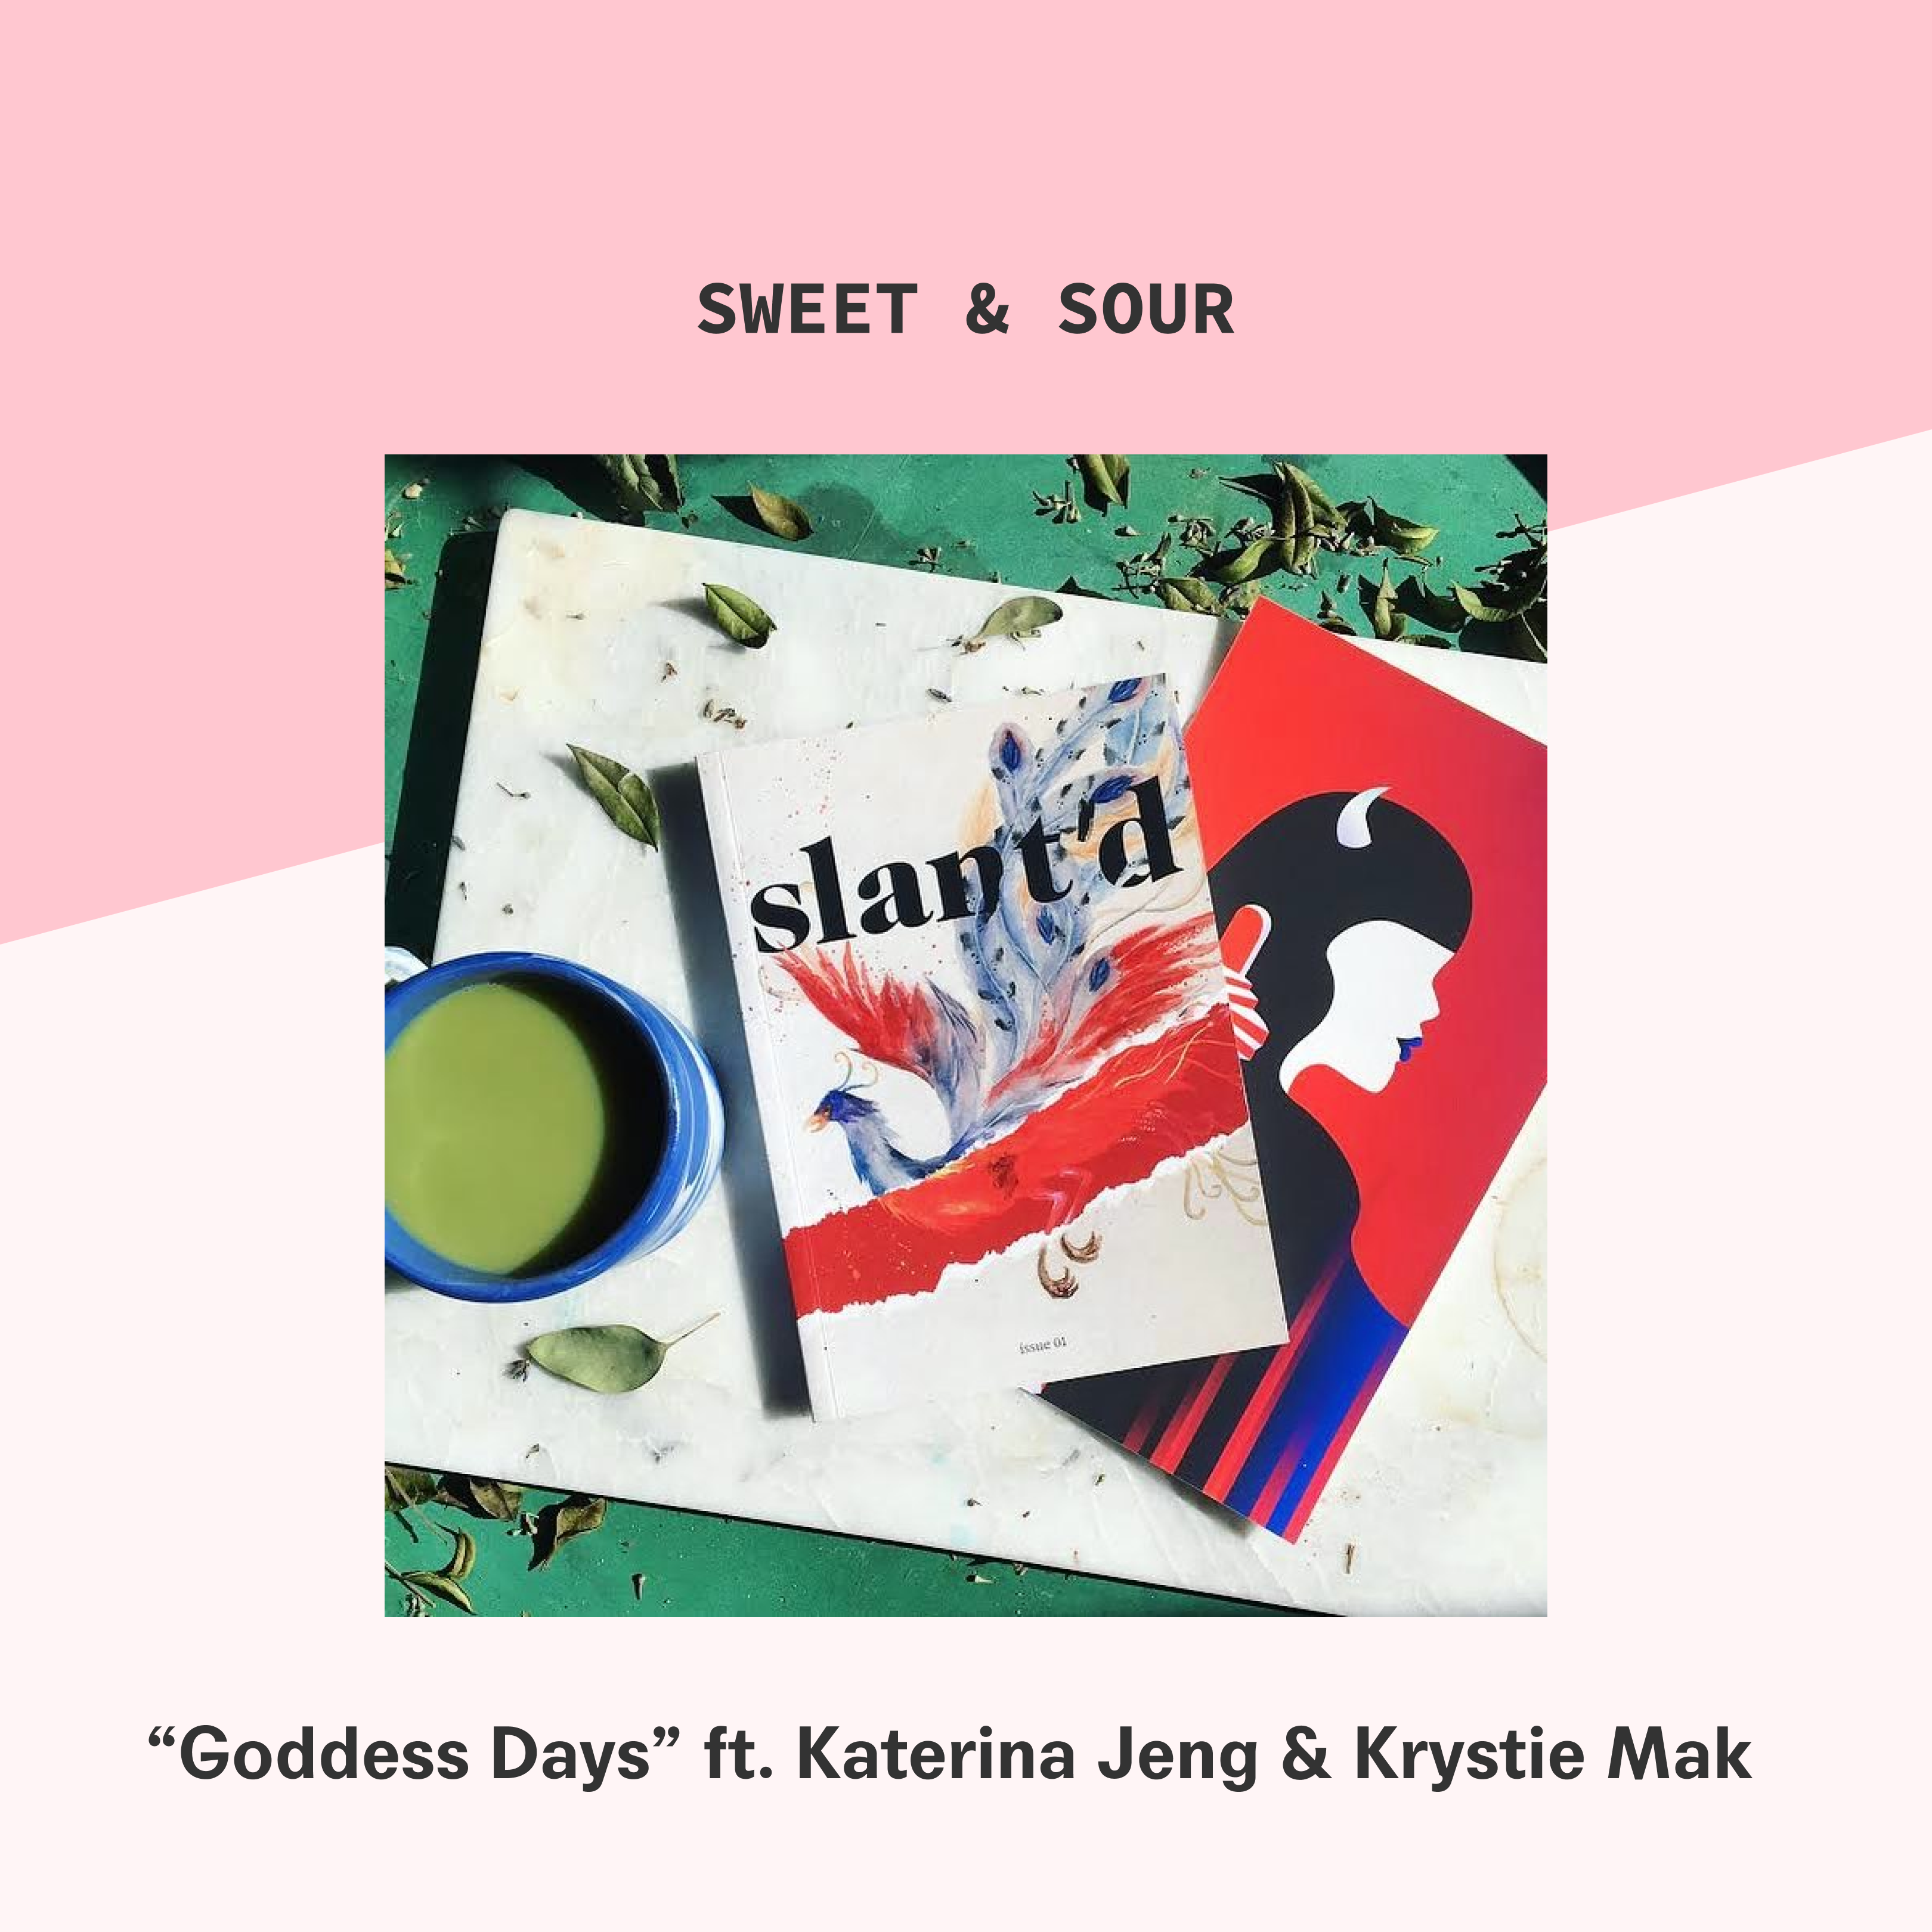 SWEET & SOUR
slant'd
issue 01
“Goddess Days” ft. Katerina Jeng & Krystie Mak